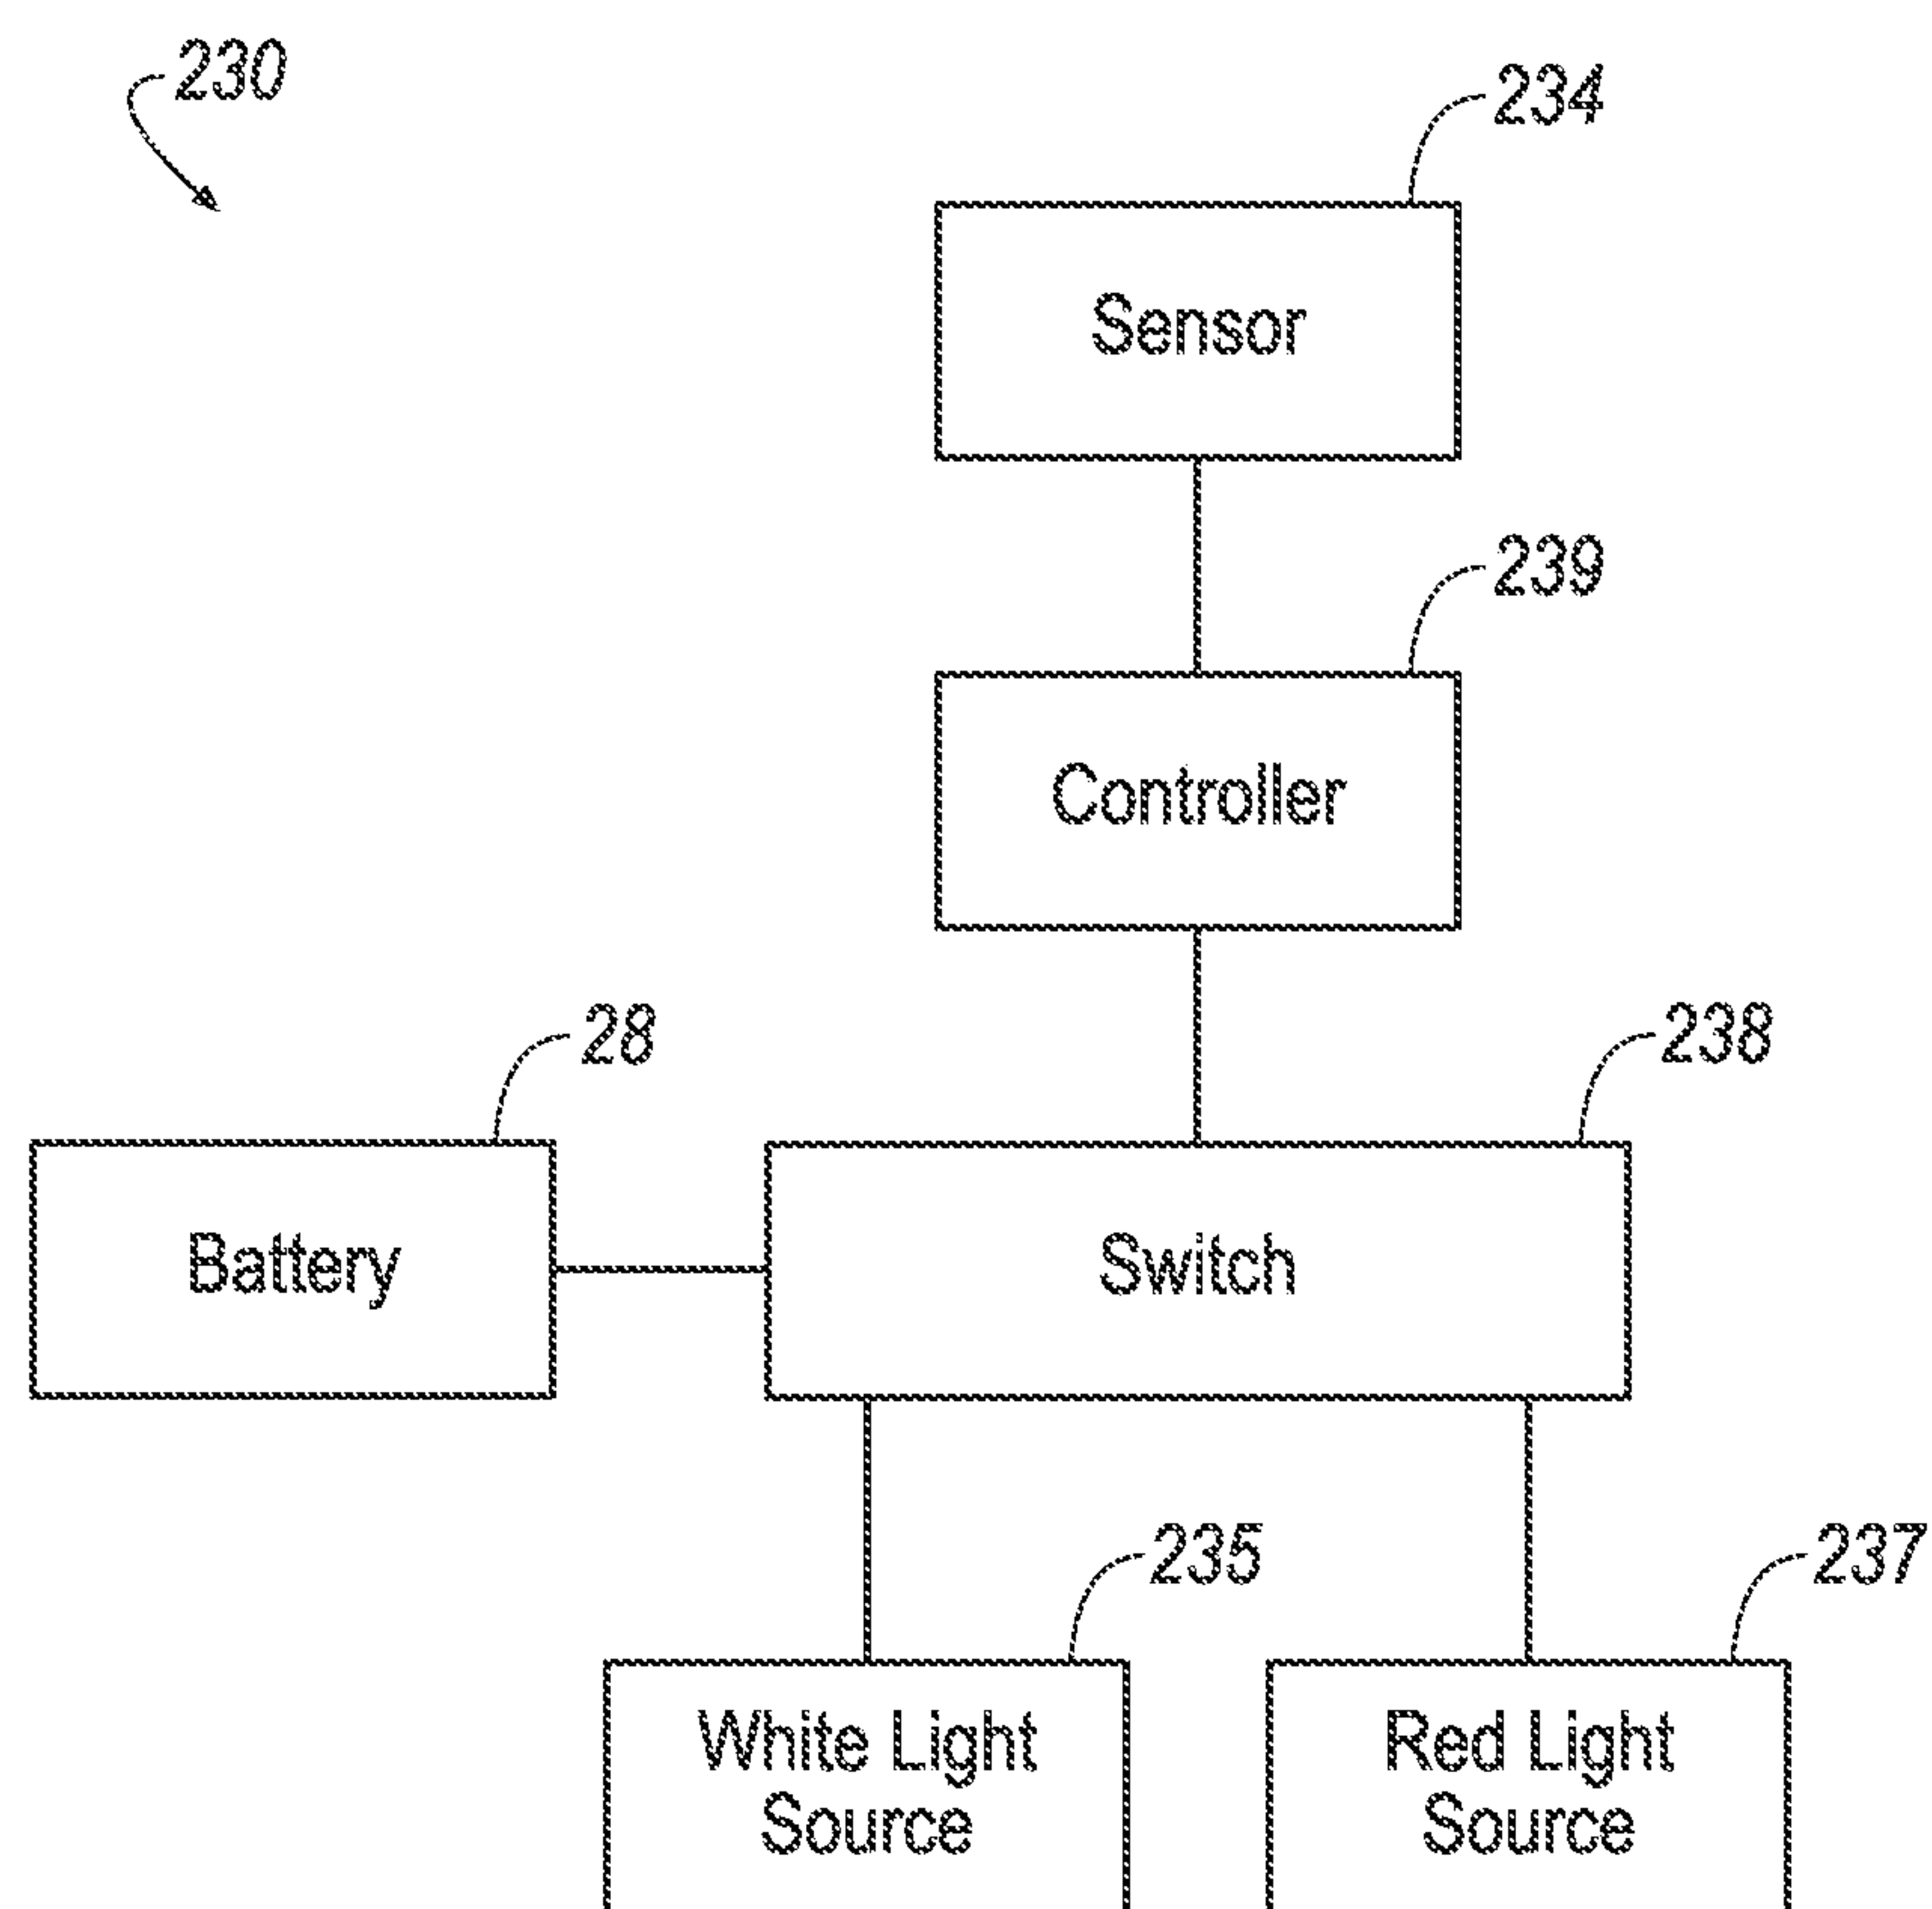 230
234
Sensor
239
Controller
28
238
Battery
Switch
235
237
White Light
Source
Red Light
Source